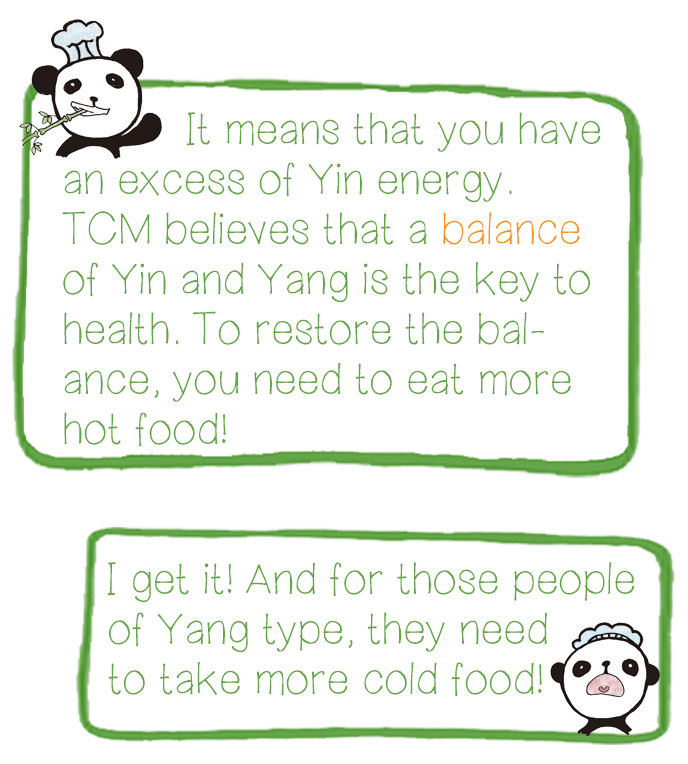 It means that you have
an excess of Yin energy.
TCM believes that a balance
of Yin and Yang is the key to
health. To restore the bal-
ance, you need to eat more
hot food!
I get it! And for those people
of Yang type, they need
to take more cold food!